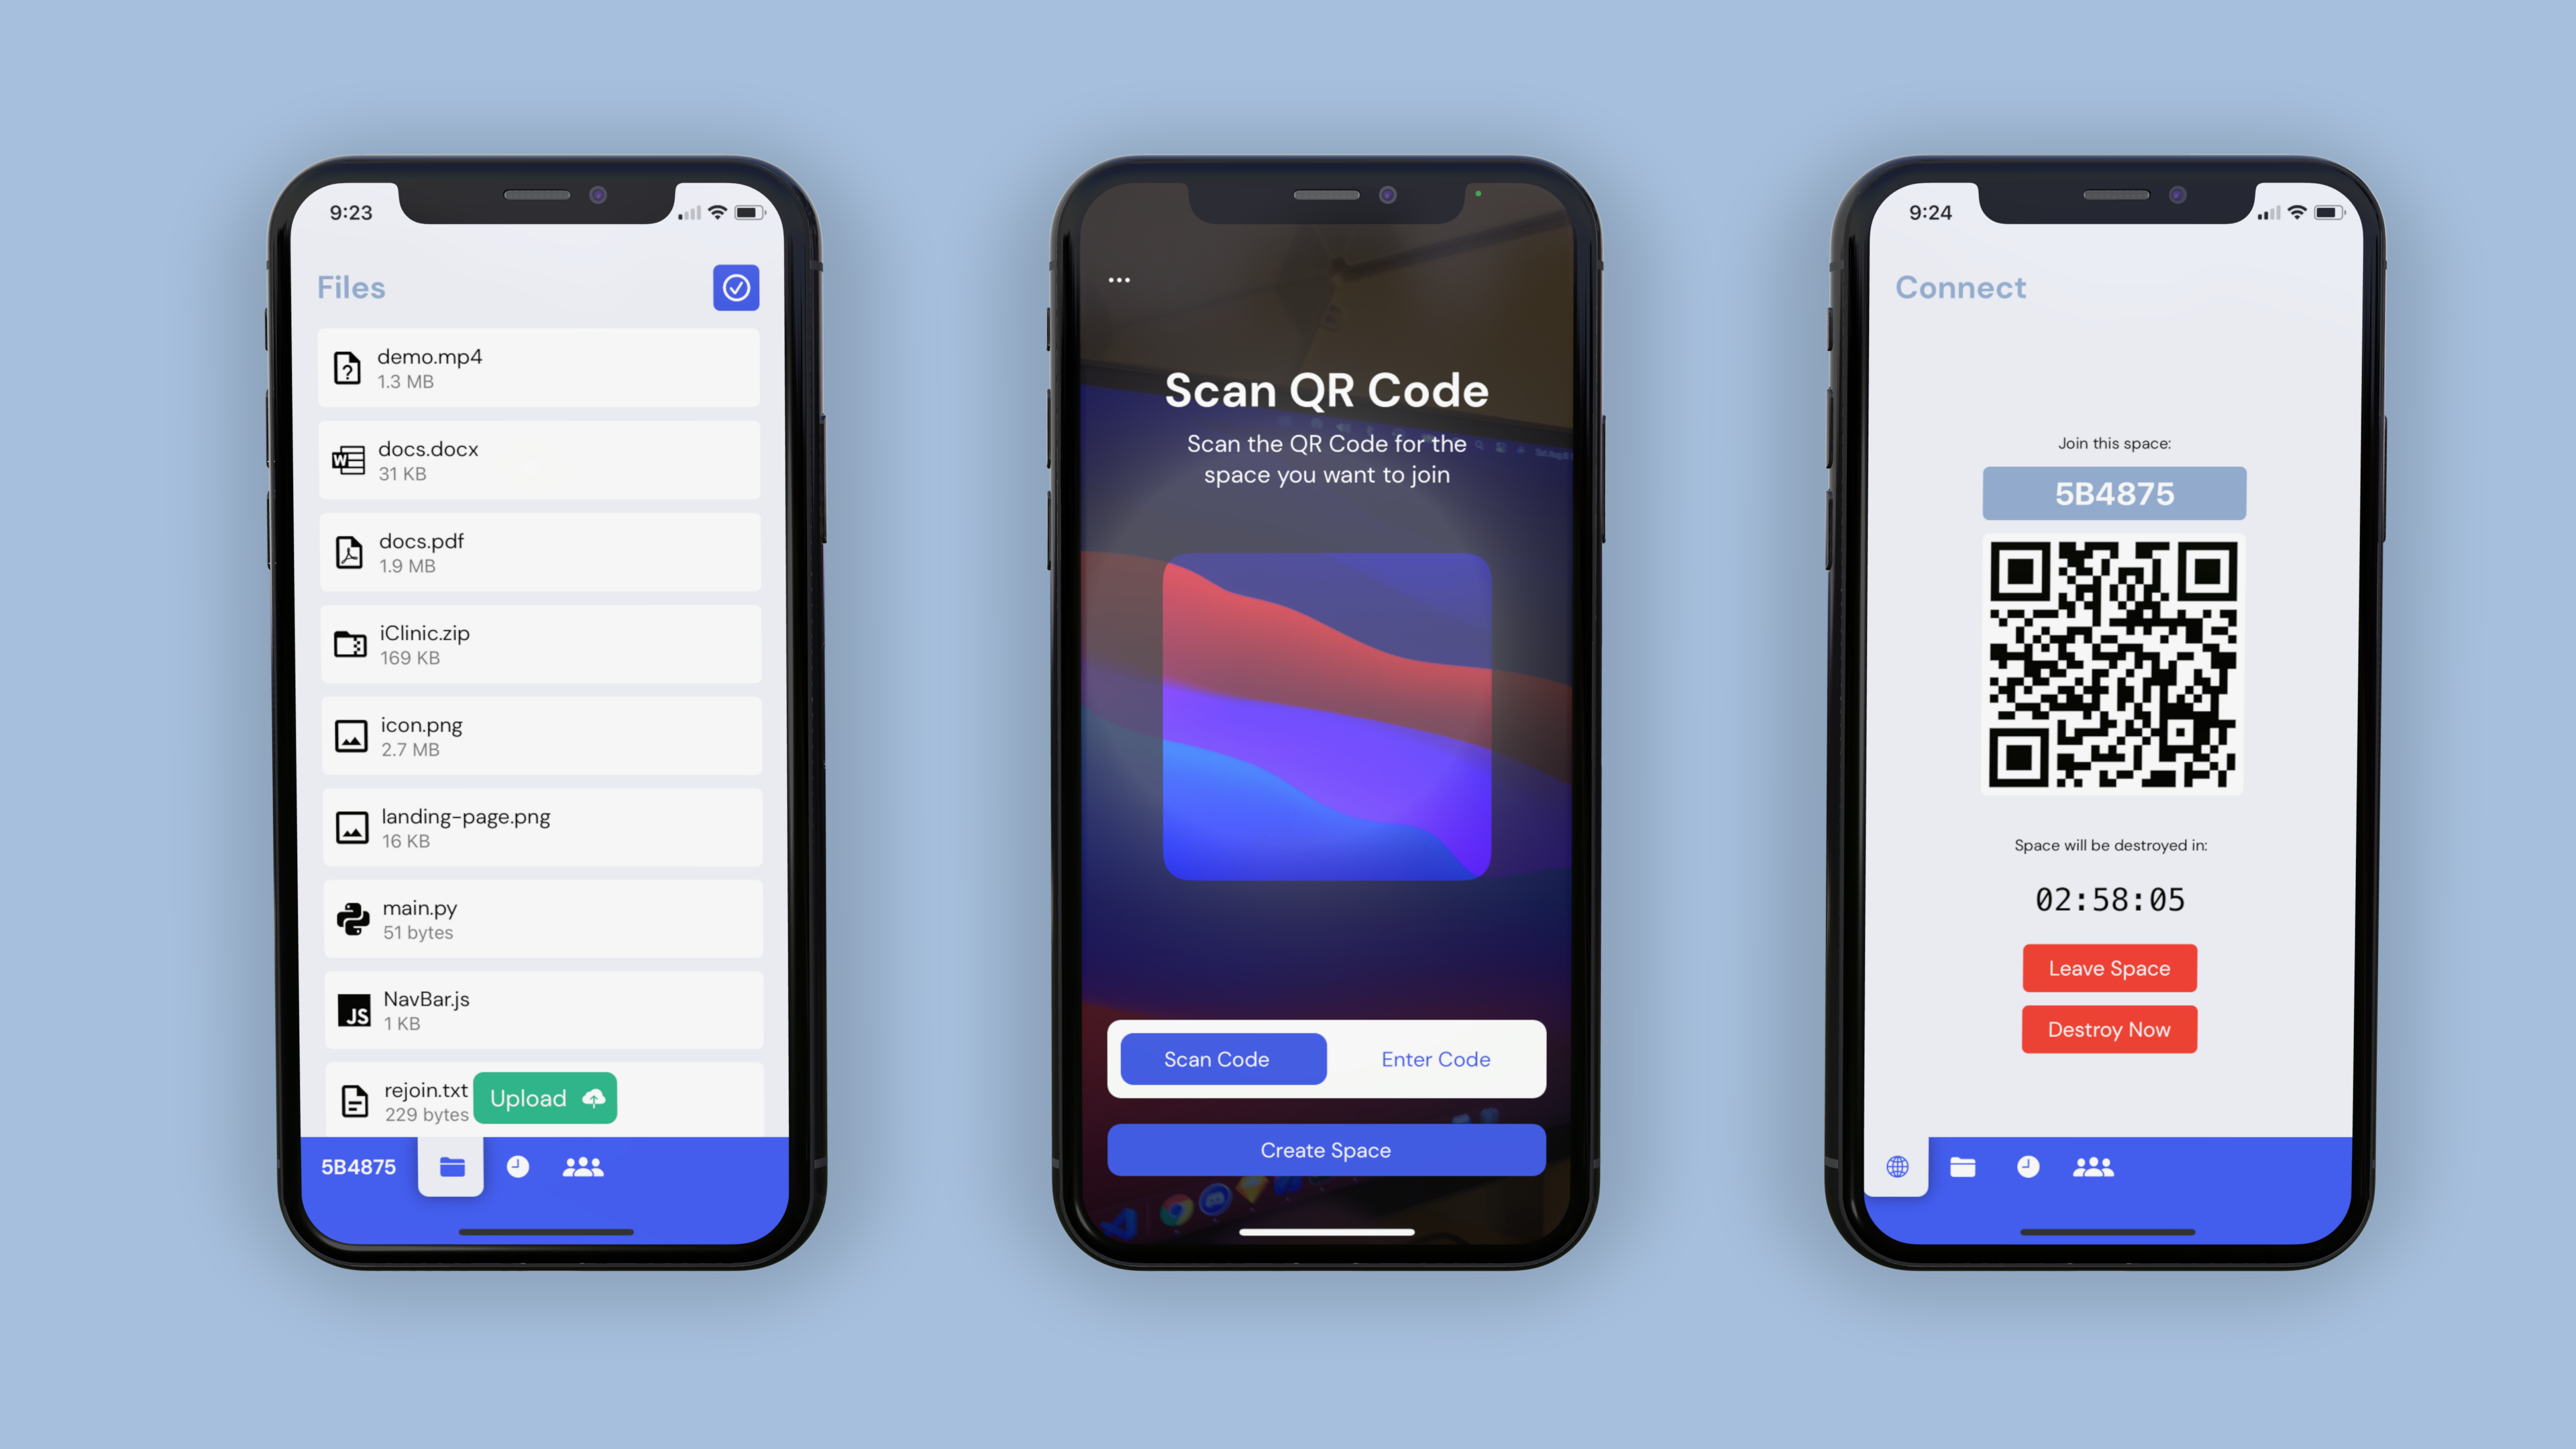 9:23
Files
demo.mp4
1.3 MB
docs.docx
31 KB
docs.pdf
1.9 MB
iClinic.zip
169 KB
icon.png
2.7 MB
landing-page.png
16 KB
main.py
51 bytes
JS
NavBar.js
1 KB
rejoin.txt
229 bytes
Upload
5B4875
Scan QR Code
Scan the QR Code for the
space you want to join
Scan Code
Enter Code
Create Space
9:24
Connect
Join this space:
5B4875
Space will be destroyed in:
02:58:05
Leave Space
Destroy Now